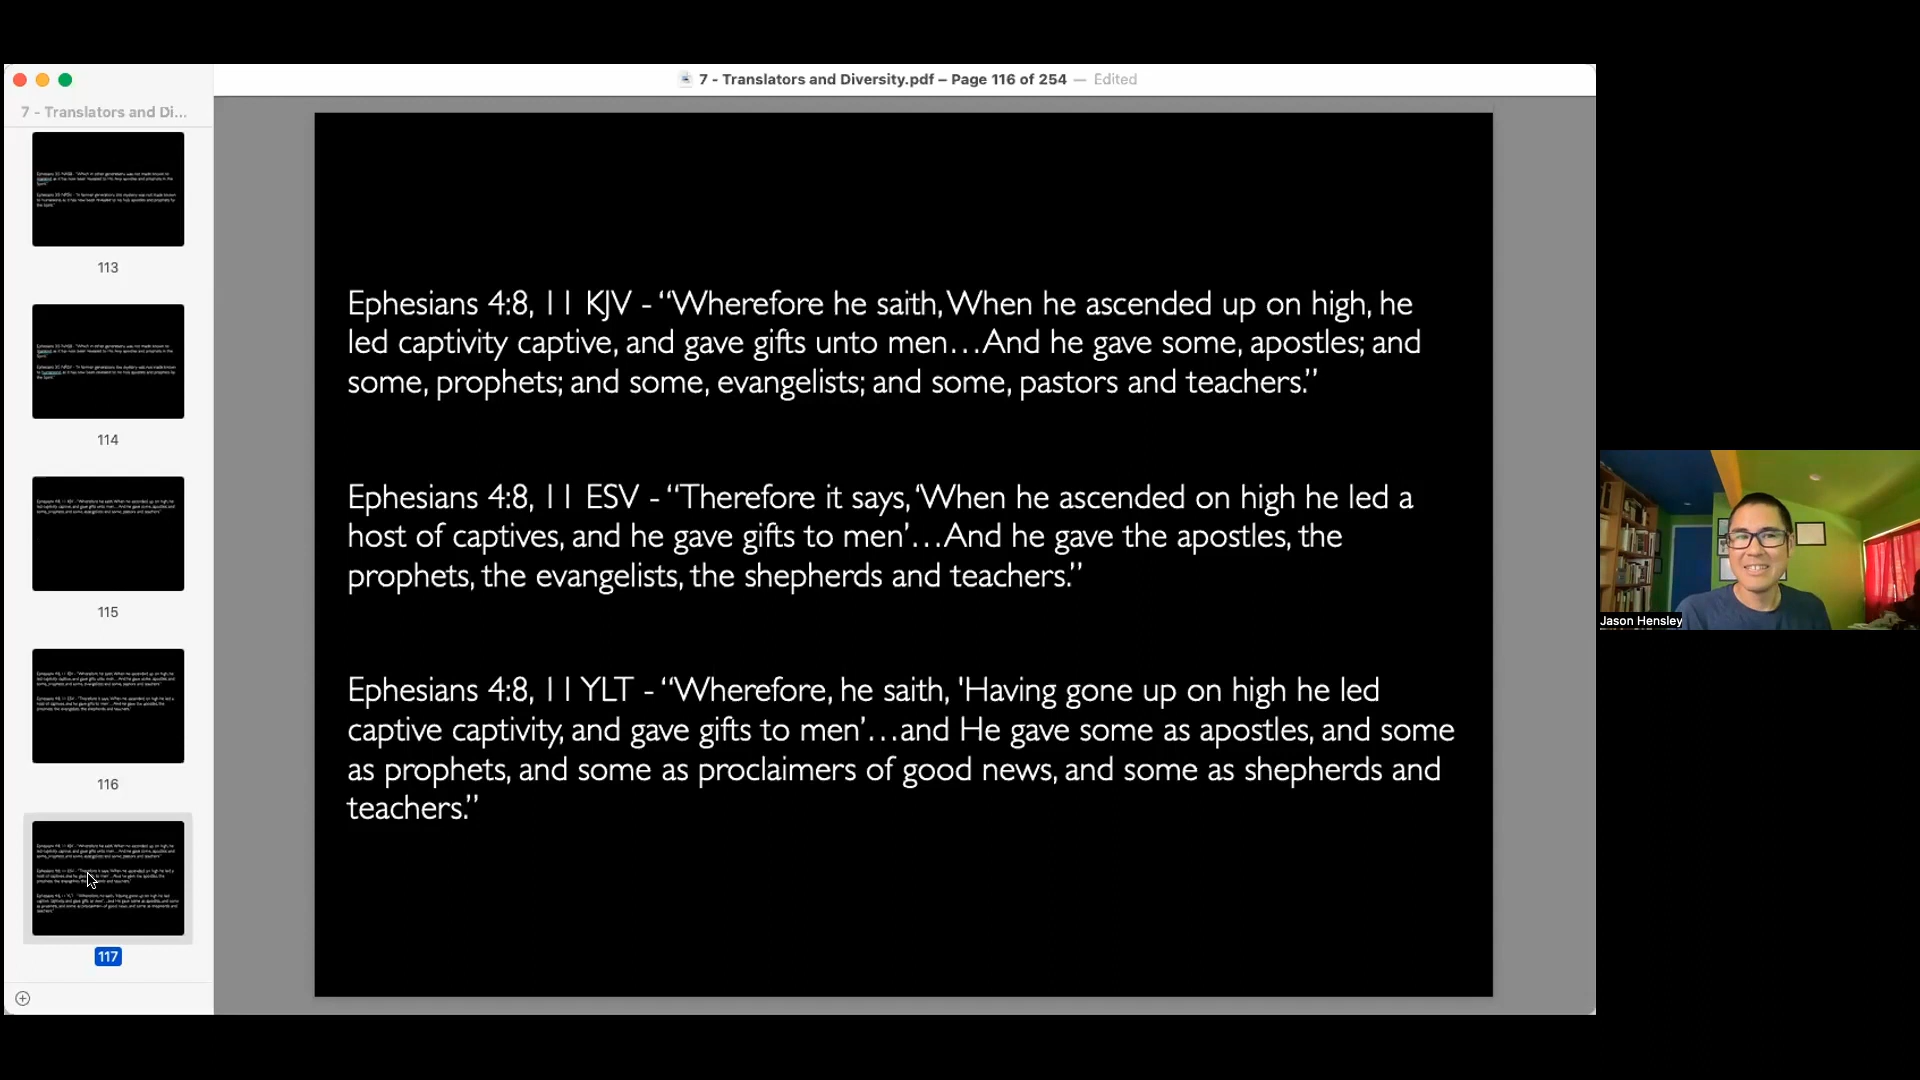 7 - Translators and Diversity.pdf – Page 116 of 254 — Edited
7 - Translators and Di...
113
114
115
116
117
Ephesians 4:8, 11 KJV - “Wherefore he saith, When he ascended up on high, he
led captivity captive, and gave gifts unto men…And he gave some, apostles; and
some, prophets; and some, evangelists; and some, pastors and teachers.”
Ephesians 4:8, 11 ESV - “Therefore it says, ‘When he ascended on high he led a
host of captives, and he gave gifts to men’…And he gave the apostles, the
prophets, the evangelists, the shepherds and teachers.”
Ephesians 4:8, 11 YLT - “Wherefore, he saith, 'Having gone up on high he led
captive captivity, and gave gifts to men’…and He gave some as apostles, and some
as prophets, and some as proclaimers of good news, and some as shepherds and
teachers.”
Jason Hensley